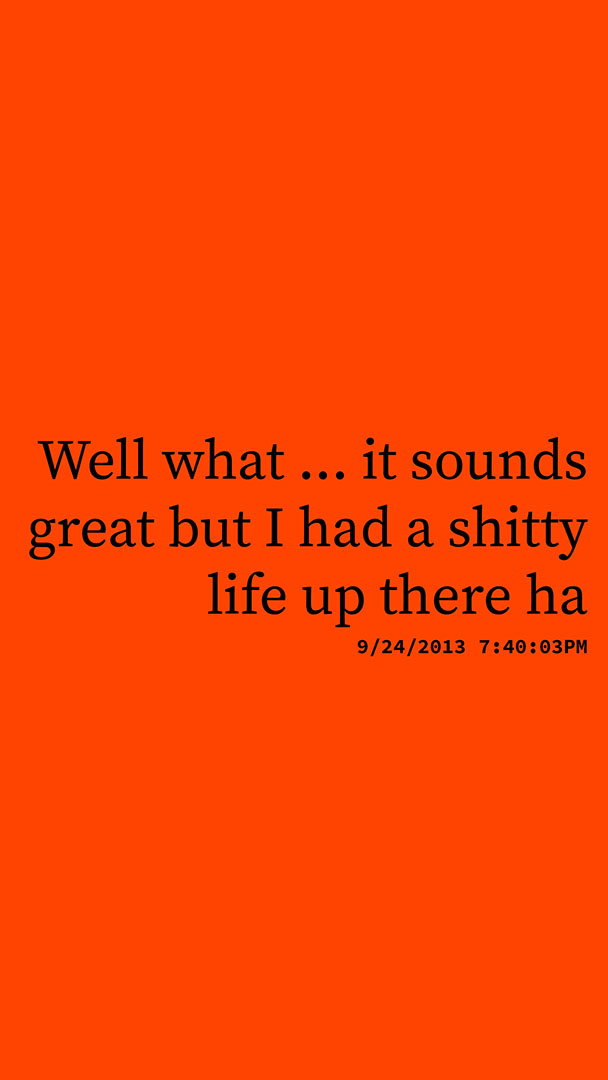 Well what ... it sounds
great but I had a shitty
life up there ha
9/24/2013 7:40:03PM